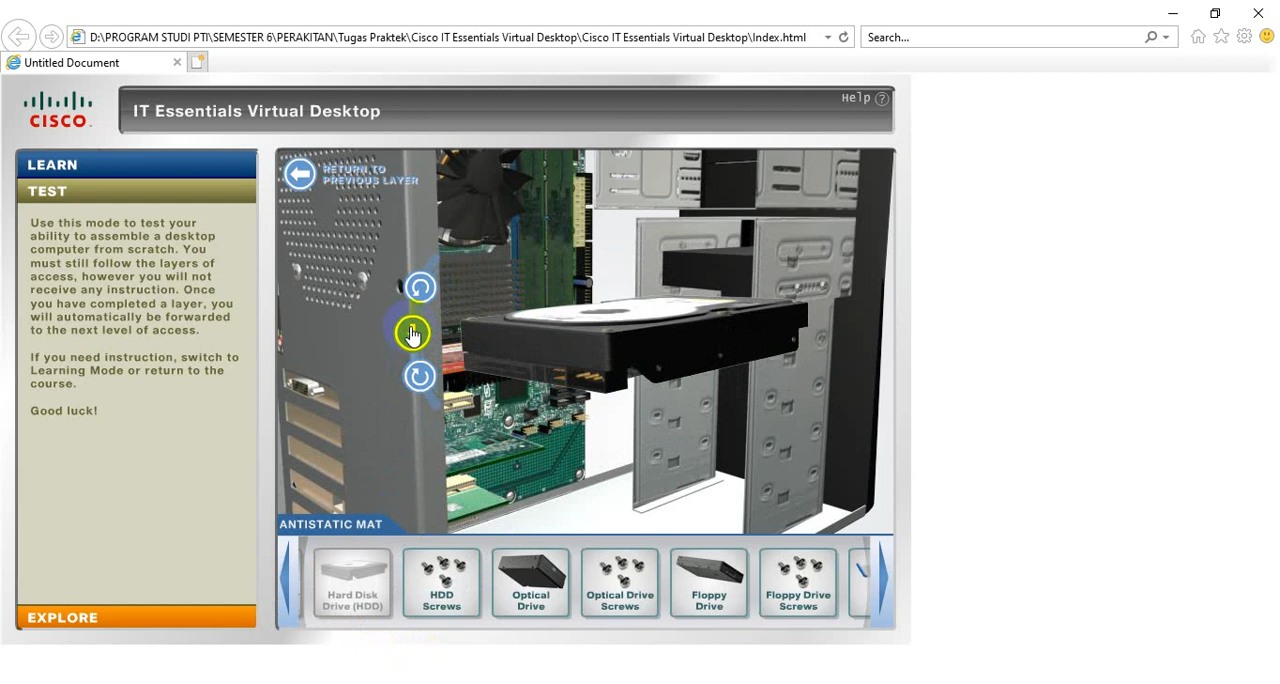 D:\PROGRAM STUDI PTI\SEMESTER 6\PERAKITAN\Tugas Praktek\Cisco IT Essentials Virtual Desktop\Cisco IT Essentials Virtual Desktop\Index.html
Search...
Untitled Document
CISCO
IT Essentials Virtual Desktop
Help ?
LEARN
TEST
Use this mode to test your
ability to assemble a desktop
computer from scratch. You
must still follow the layers of
access, however you will not
receive any instruction. Once
you have completed a layer, you
will automatically be forwarded
to the next level of access.
If you need instruction, switch to
Learning Mode or return to the
course.
Good luck!
EXPLORE
RETURN TO
PREVIOUS LAYER
ANTISTATIC MAT
Hard Disk
Drive (HDD)
HDD
Screws
Optical
Drive
Optical Drive
Screws
Floppy
Drive
Floppy Drive
Screws